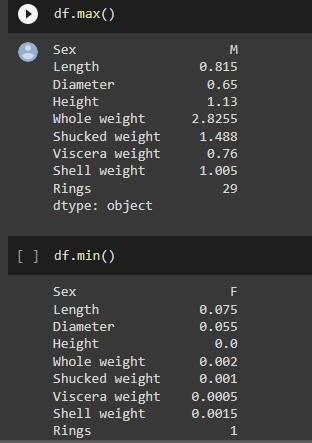 df.max()
Sex M
Length 0.815
Diameter 0.65
Height 1.13
Whole weight 2.8255
Shucked weight 1.488
Viscera weight 0.76
Shell weight 1.005
Rings 29
dtype: object
[ ] df.min()
Sex F
Length 0.075
Diameter 0.055
Height 0.0
Whole weight 0.002
Shucked weight 0.001
Viscera weight 0.0005
Shell weight 0.0015
Rings 1